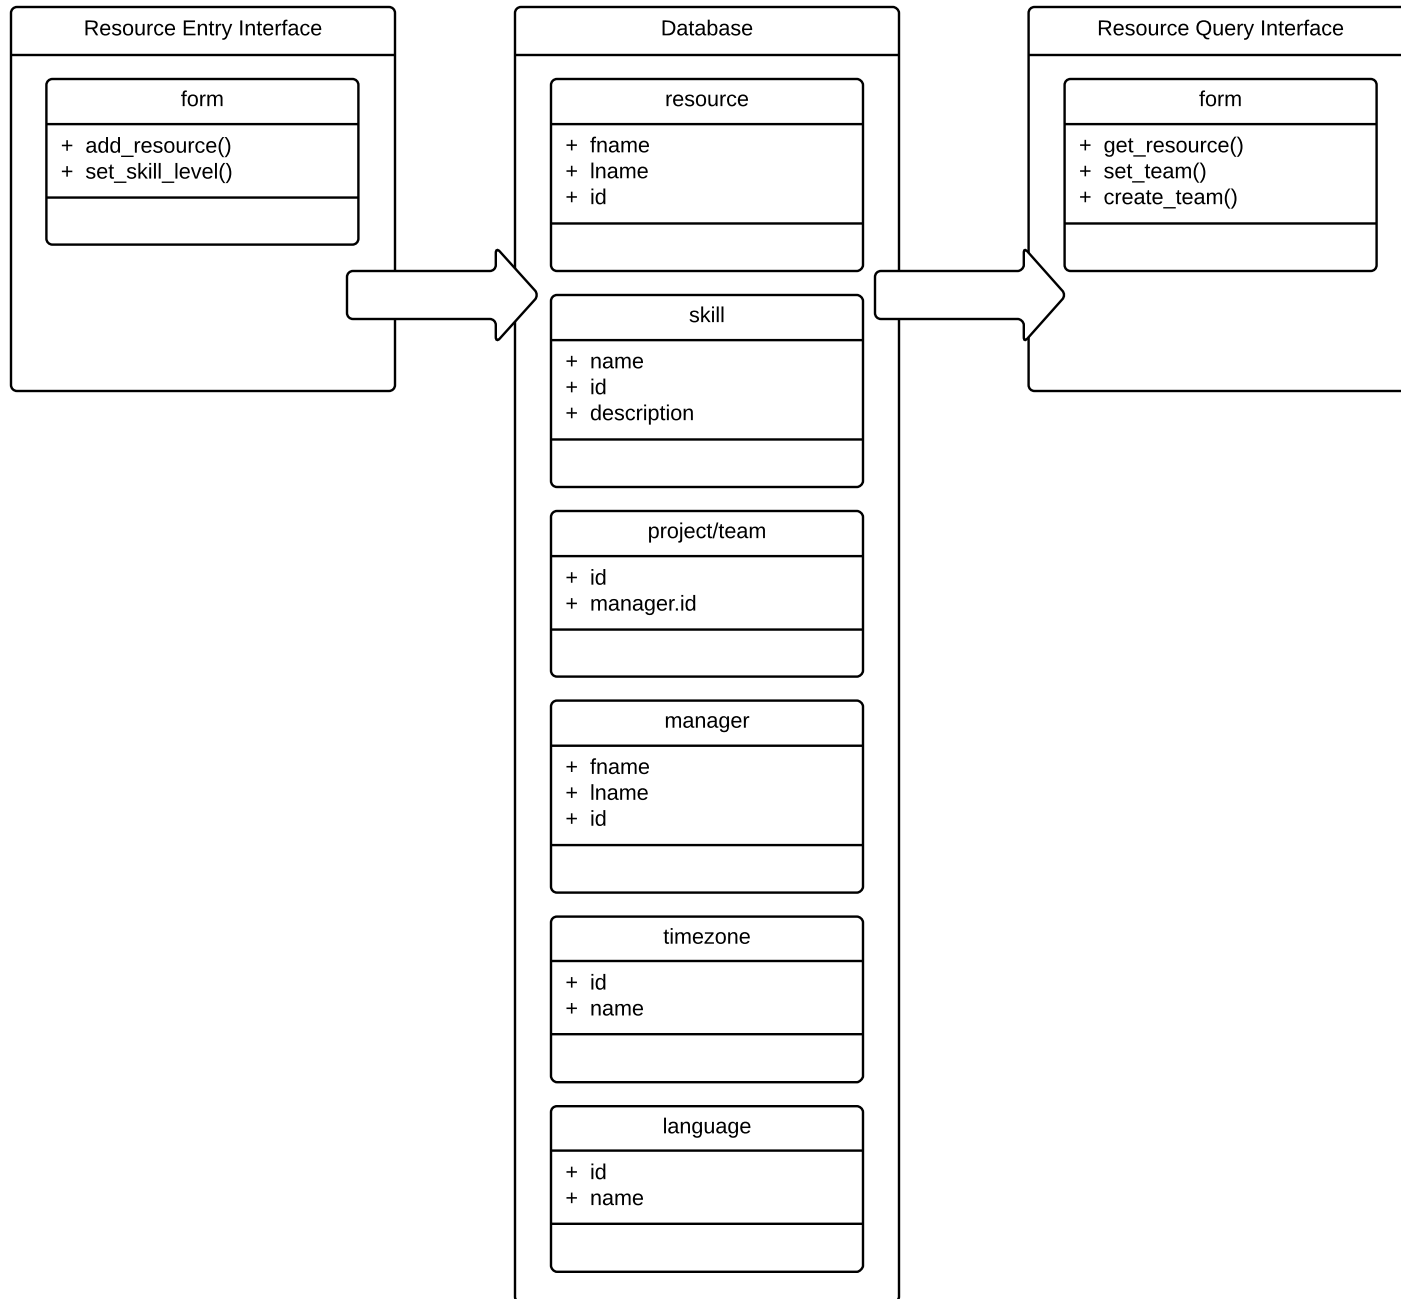 Resource Entry Interface
form
+ add_resource()
+ set_skill_level()
Database
resource
+ fname
+ lname
+ id
skill
+ name
+ id
+ description
project/team
+ id
+ manager.id
manager
+ fname
+ lname
+ id
timezone
+ id
+ name
language
+ id
+ name
Resource Query Interface
form
+ get_resource()
+ set_team()
+ create_team()